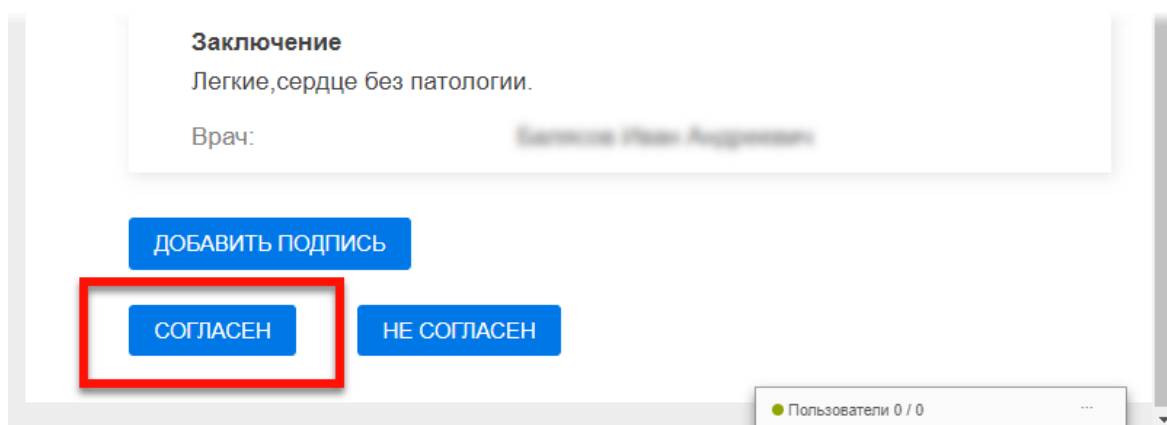 Заключение
Легкие,сердце без патологии.
Врач:
ДОБАВИТЬ ПОДПИСЬ
СОГЛАСЕН НЕ СОГЛАСЕН
Пользователи 0 / 0 ...